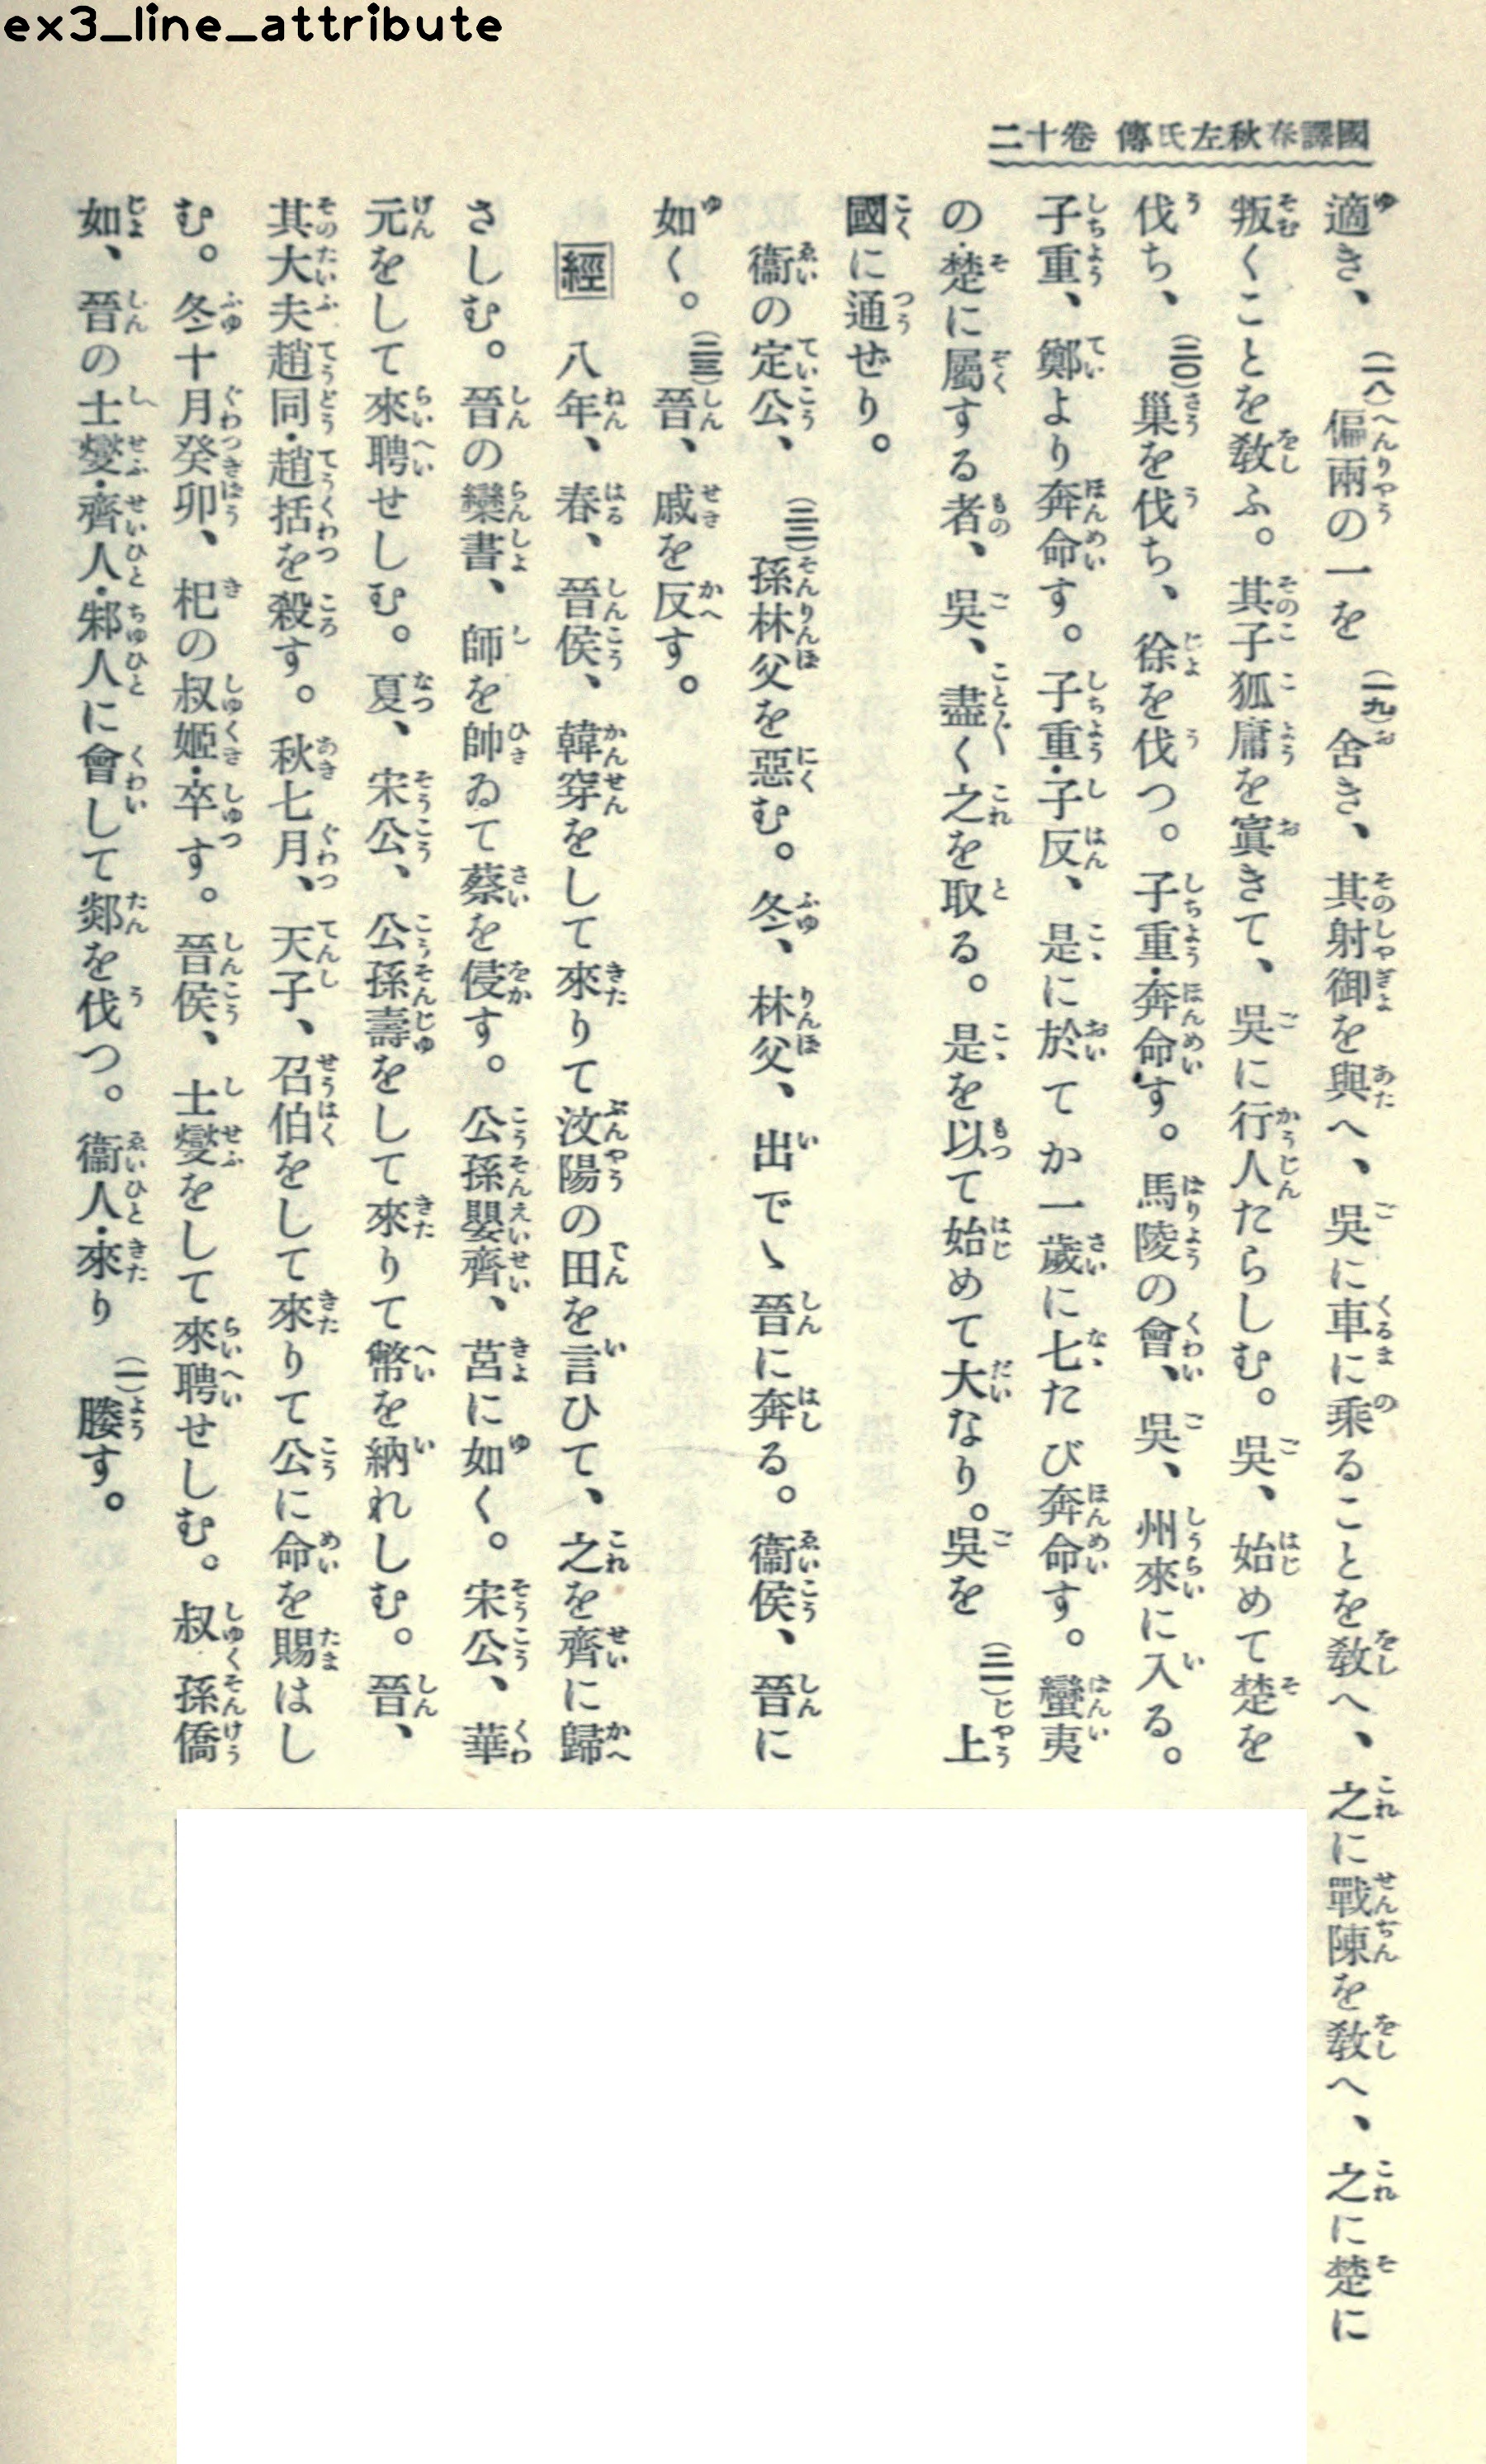 ex3_line_attribute
國譯春秋左氏傳 卷十二
適き、(一八)偏兩の一を(一九)舍き、其射御を與へ、吳に車に乘ることを敎へ、之に戰陳を敎へ、之に楚に
叛くことを敎ふ。其子狐庸を寘きて、吳に行人たらしむ。吳、始めて楚を
伐ち、(二〇)巢を伐ち、徐を伐つ。子重・奔命す。馬陵の會、吳、州來に入る。
子重、鄭より奔命す。子重・子反、是に於てか一歲に七たび奔命す。蠻夷
の・楚に屬する者、吳、盡く之を取る。是を以て始めて大なり。吳を(二一)上
國に通ぜり。
衞の定公、(二二)孫林父を惡む。冬、林父、出でゝ晉に奔る。衞侯、晉に
如く。(二三)晉、戚を反す。
經 八年、春、晉侯、韓穿をして來りて汶陽の田を言ひて、之を齊に歸
さしむ。晉の欒書、師を帥ゐて蔡を侵す。公孫嬰齊、莒に如く。宋公、華
元をして來聘せしむ。夏、宋公、公孫壽をして來りて幣を納れしむ。晉、
其大夫趙同・趙括を殺す。秋七月、天子、召伯をして來りて公に命を賜はし
む。冬十月癸卯、杞の叔姬・卒す。晉侯、士燮をして來聘せしむ。叔孫僑
如、晉の士燮・齊人・邾人に會して郯を伐つ。衞人・來り(一)媵す。